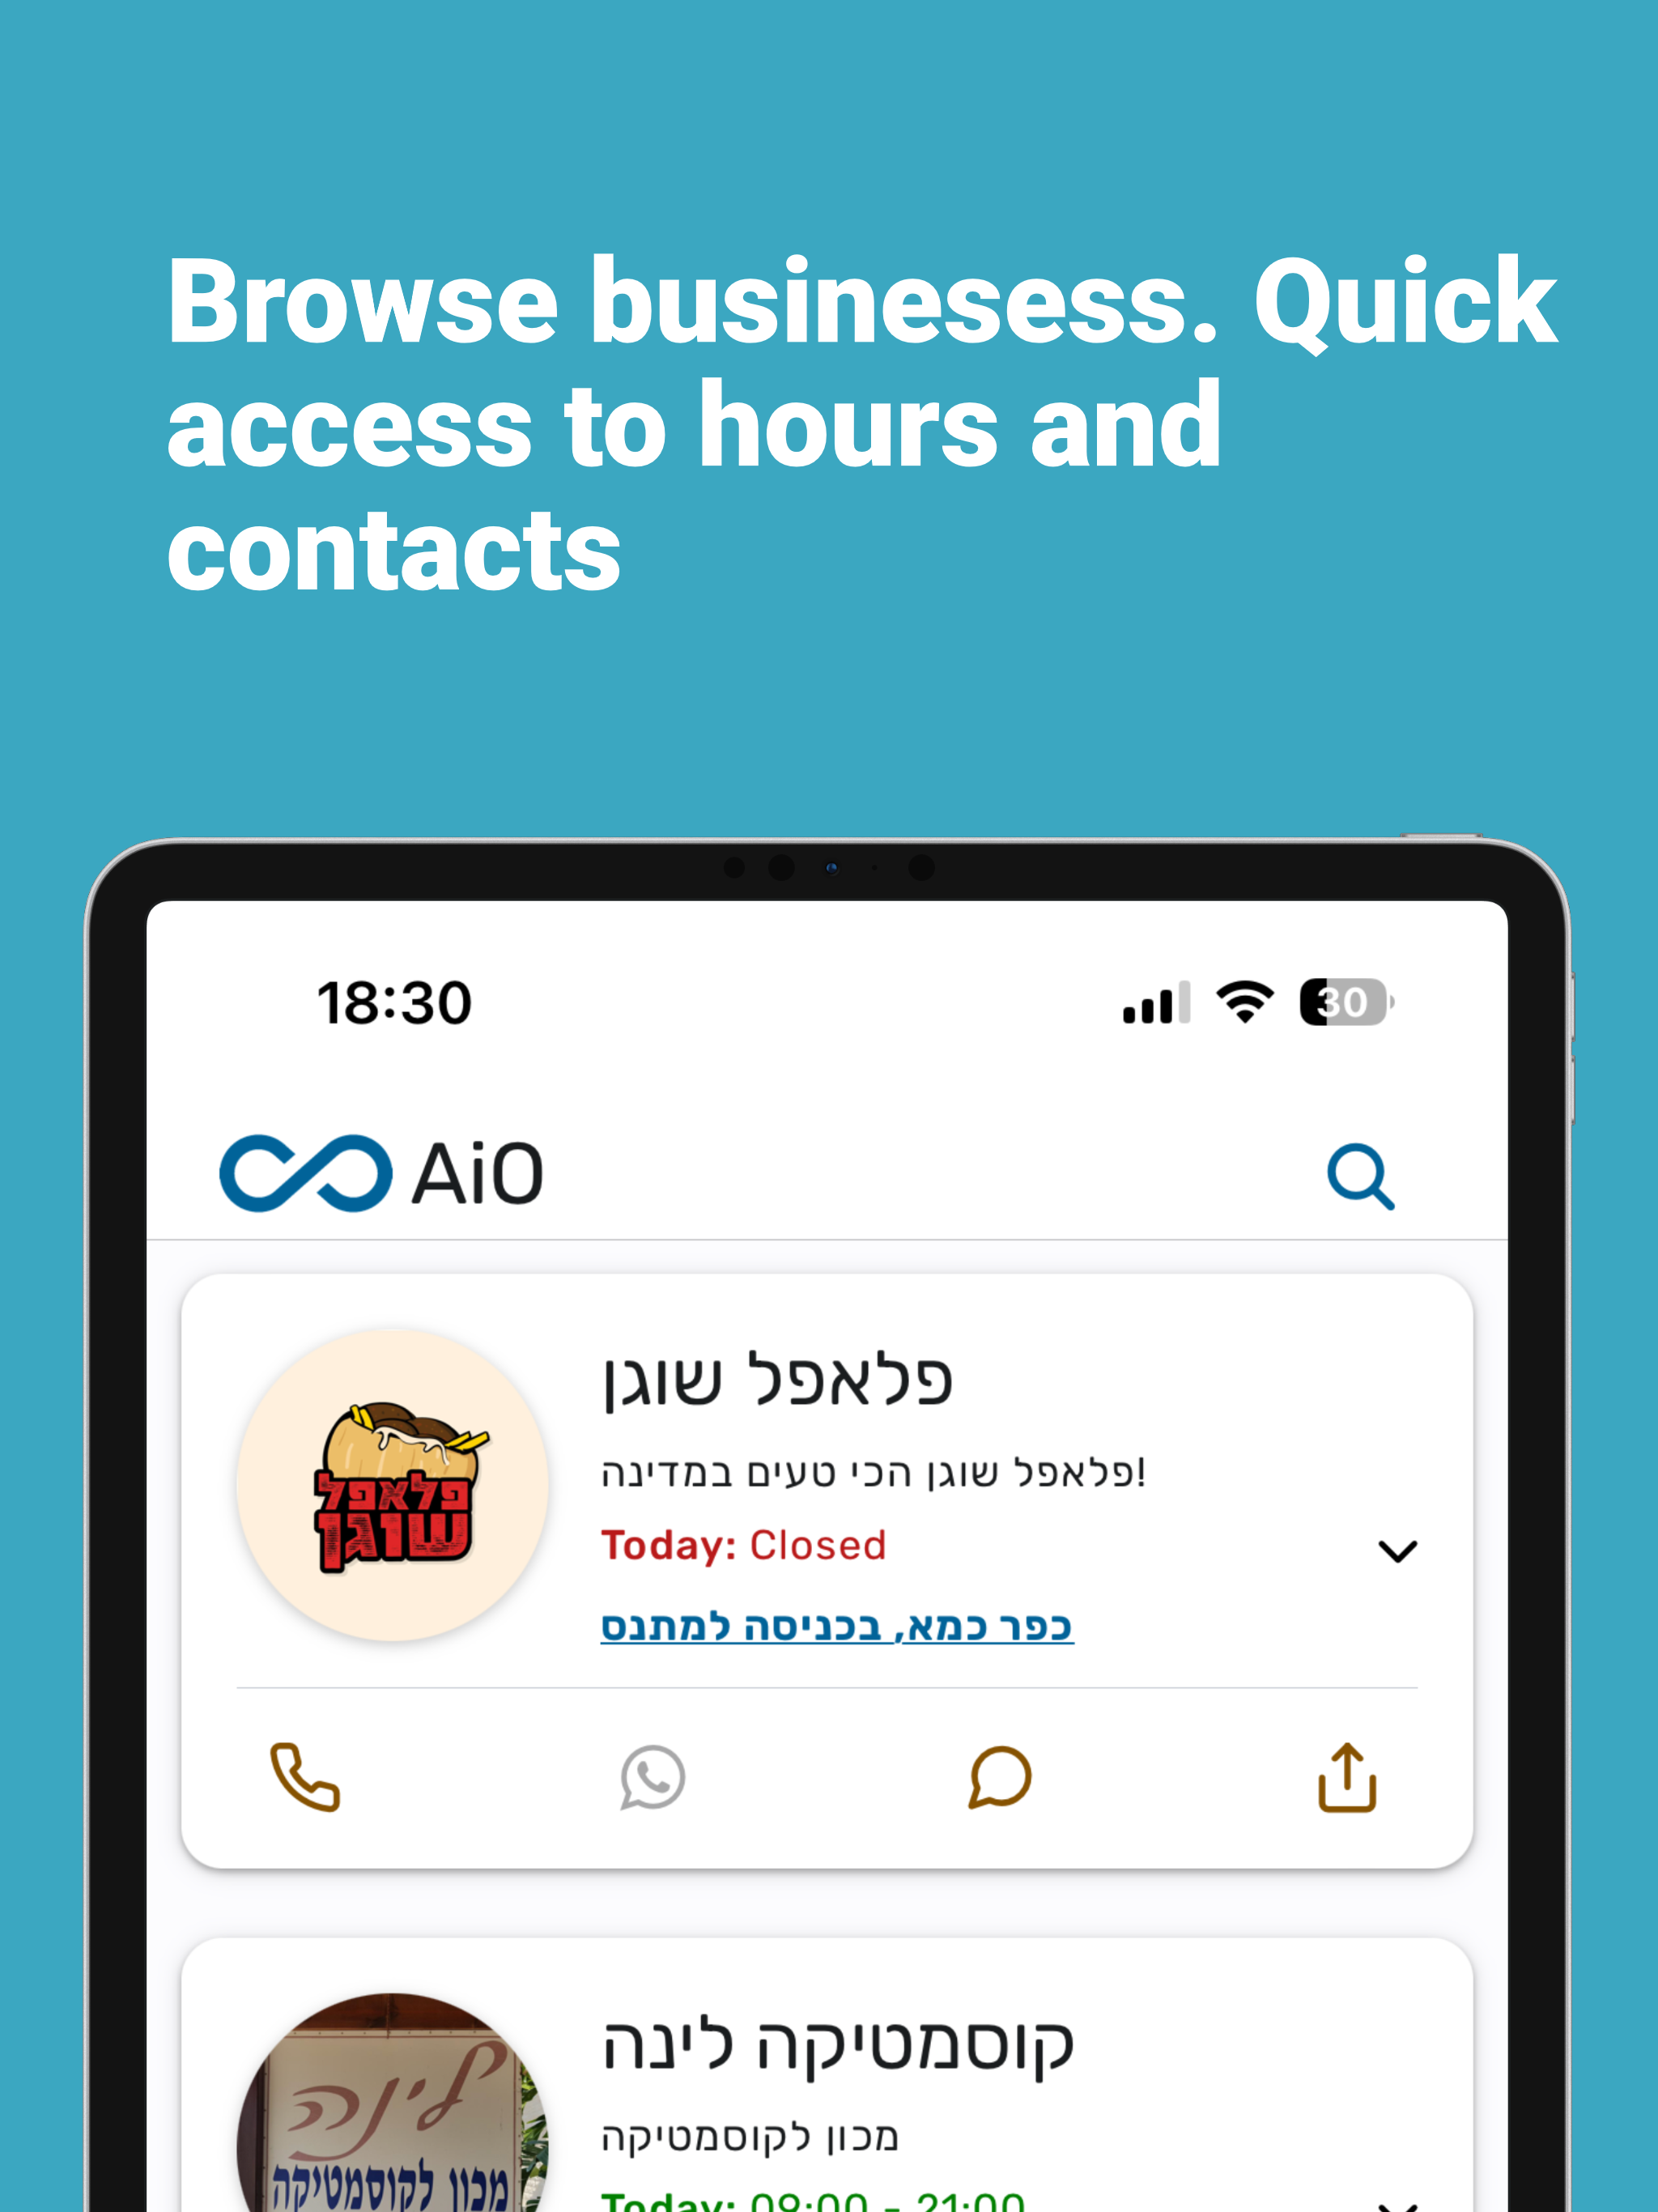 Browse businesess. Quick
access to hours and
contacts
18:30
30
AiO
פלאפל שוגן
פלאפל שוגן הכי טעים במדינה!
Today: Closed
כפר כמא, בכניסה למתנס
פלאפל
שוגן
קוסמטיקה לינה
מכון לקוסמטיקה
Today: 09:00 - 21:00
לינה
מכון לקוסמטיקה